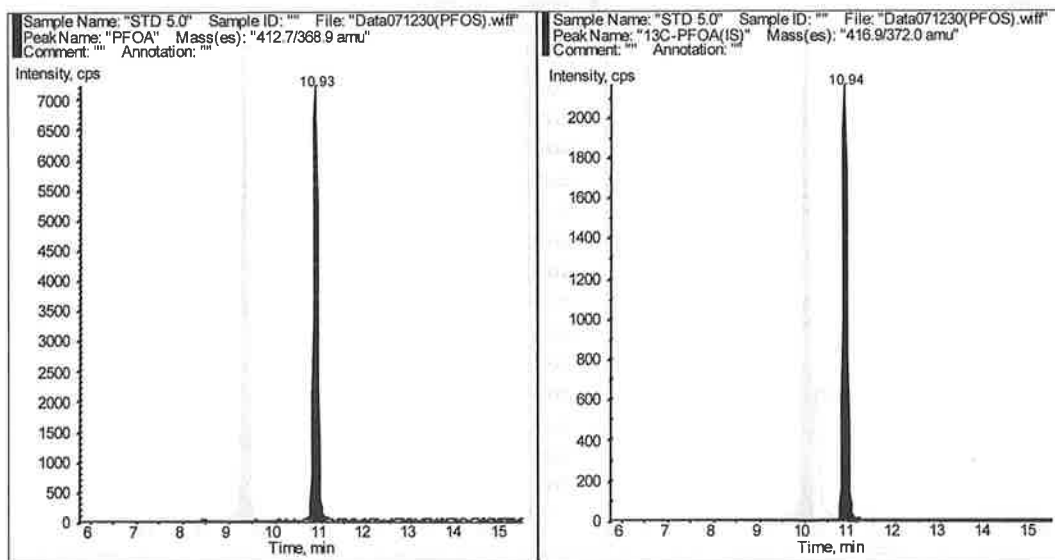 Sample Name: "STD 5.0" Sample ID: "" File: "Data071230(PFOS).wiff"
Peak Name: "PFOA" Mass(es): "412.7/368.9 amu"
Comment: "" Annotation: ""
Intensity, cps
10.93
7000
6500
6000
5500
5000
4500
4000
3500
3000
2500
2000
1500
1000
500
0
6 7 8 9 10 11 12 13 14 15
Time, min
Sample Name: "STD 5.0" Sample ID: "" File: "Data071230(PFOS).wiff"
Peak Name: "13C-PFOA(IS)" Mass(es): "416.9/372.0 amu"
Comment: "" Annotation: ""
Intensity, cps
10.94
2000
1800
1600
1400
1200
1000
800
600
400
200
0
6 7 8 9 10 11 12 13 14 15
Time, min